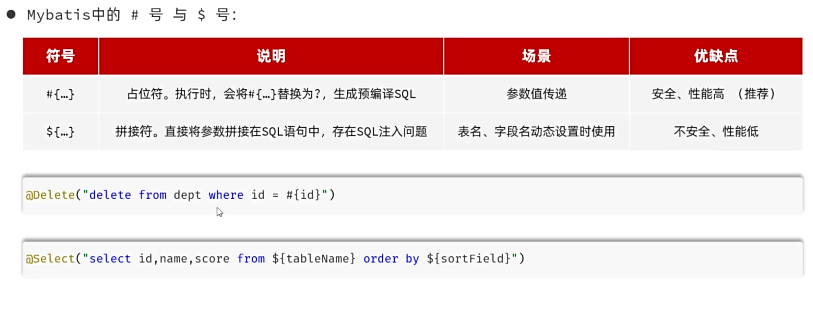 ● Mybatis中的 # 号 与 $ 号:
符号 说明 场景 优缺点
#{…} 占位符。执行时，会将#{…}替换为?，生成预编译SQL 参数值传递 安全、性能高 （推荐）
${…} 拼接符。直接将参数拼接在SQL语句中，存在SQL注入问题 表名、字段名动态设置时使用 不安全、性能低
@Delete("delete from dept where id = #{id}")
@Select("select id,name,score from ${tableName} order by ${sortField}")